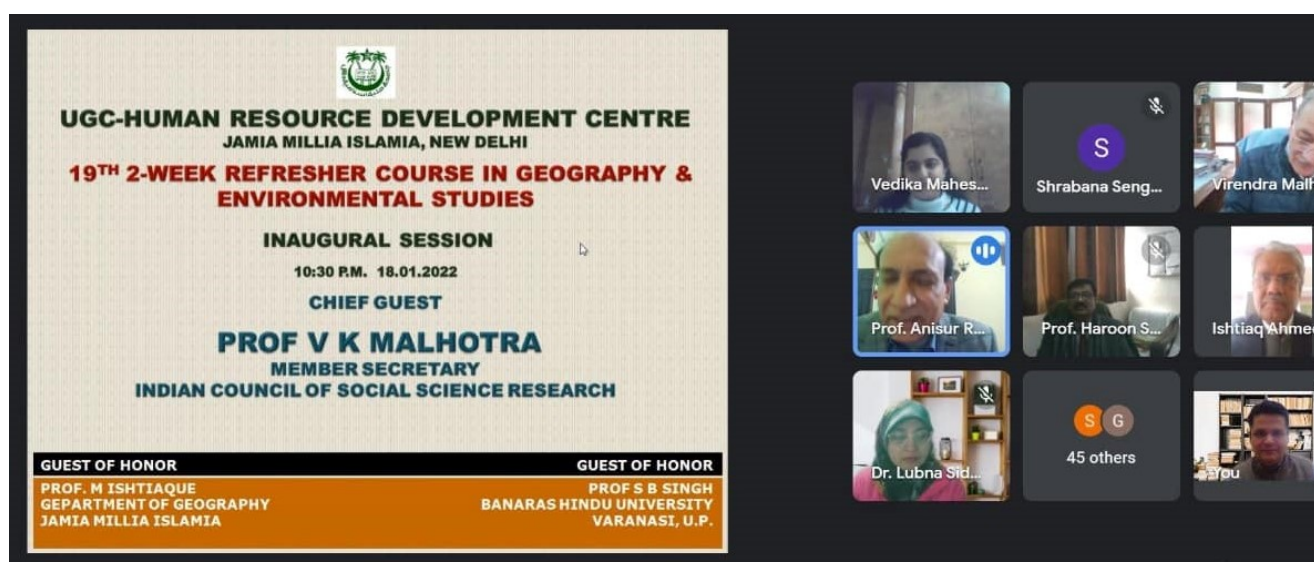 UGC-HUMAN RESOURCE DEVELOPMENT CENTRE
JAMIA MILLIA ISLAMIA, NEW DELHI
19TH 2-WEEK REFRESHER COURSE IN GEOGRAPHY &
ENVIRONMENTAL STUDIES
INAUGURAL SESSION
10:30 P.M. 18.01.2022
CHIEF GUEST
PROF V K MALHOTRA
MEMBER SECRETARY
INDIAN COUNCIL OF SOCIAL SCIENCE RESEARCH
GUEST OF HONOR
PROF. M ISHTIAQUE
GEPARTMENT OF GEOGRAPHY
JAMIA MILLIA ISLAMIA
GUEST OF HONOR
PROF S B SINGH
BANARAS HINDU UNIVERSITY
VARANASI, U.P.
Vedika Mahes...
S
Shrabana Seng...
Virendra Malh
Prof. Anisur R...
Prof. Haroon S...
Ishtiaq Ahme
Dr. Lubna Sid...
S G
45 others
You